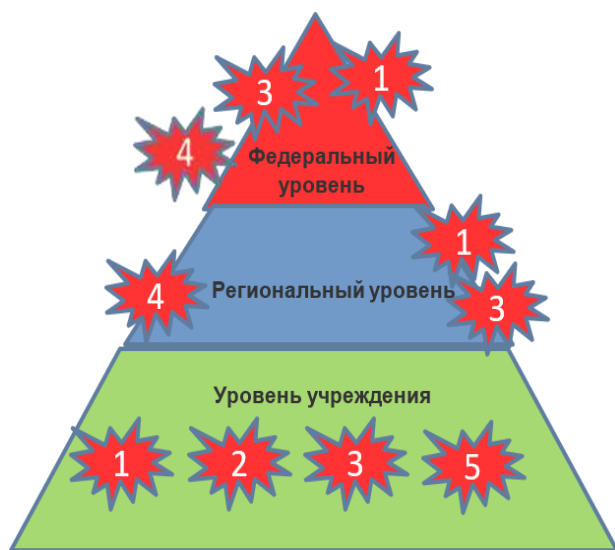 3 1
4
Федеральный
уровень
1
4 Региональный уровень 3
Уровень учреждения
1 2 3 5